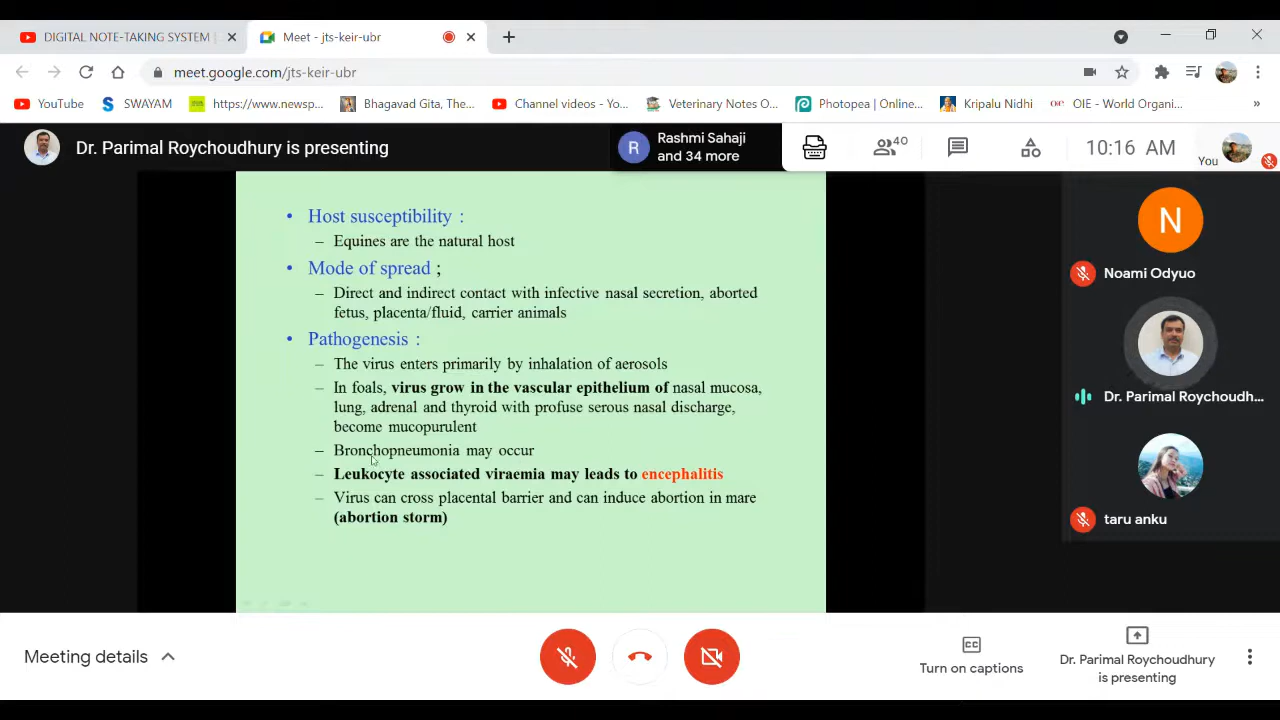 DIGITAL NOTE-TAKING SYSTEM
Meet - jts-keir-ubr
meet.google.com/jts-keir-ubr
YouTube
SWAYAM
https://www.newsp...
Bhagavad Gita, The...
Channel videos - Yo...
Veterinary Notes O...
Photopea | Online...
Kripalu Nidhi
OIE
OIE - World Organi...
»
Dr. Parimal Roychoudhury is presenting
R
Rashmi Sahaji
and 34 more
40
10:16 AM
You
• Host susceptibility :
– Equines are the natural host
• Mode of spread ;
– Direct and indirect contact with infective nasal secretion, aborted
fetus, placenta/fluid, carrier animals
• Pathogenesis :
– The virus enters primarily by inhalation of aerosols
– In foals, virus grow in the vascular epithelium of nasal mucosa,
lung, adrenal and thyroid with profuse serous nasal discharge,
become mucopurulent
– Bronchopneumonia may occur
– Leukocyte associated viraemia may leads to encephalitis
– Virus can cross placental barrier and can induce abortion in mare
(abortion storm)
N
Noami Odyuo
Dr. Parimal Roychoudh...
taru anku
Meeting details
CC
Turn on captions
Dr. Parimal Roychoudhury
is presenting